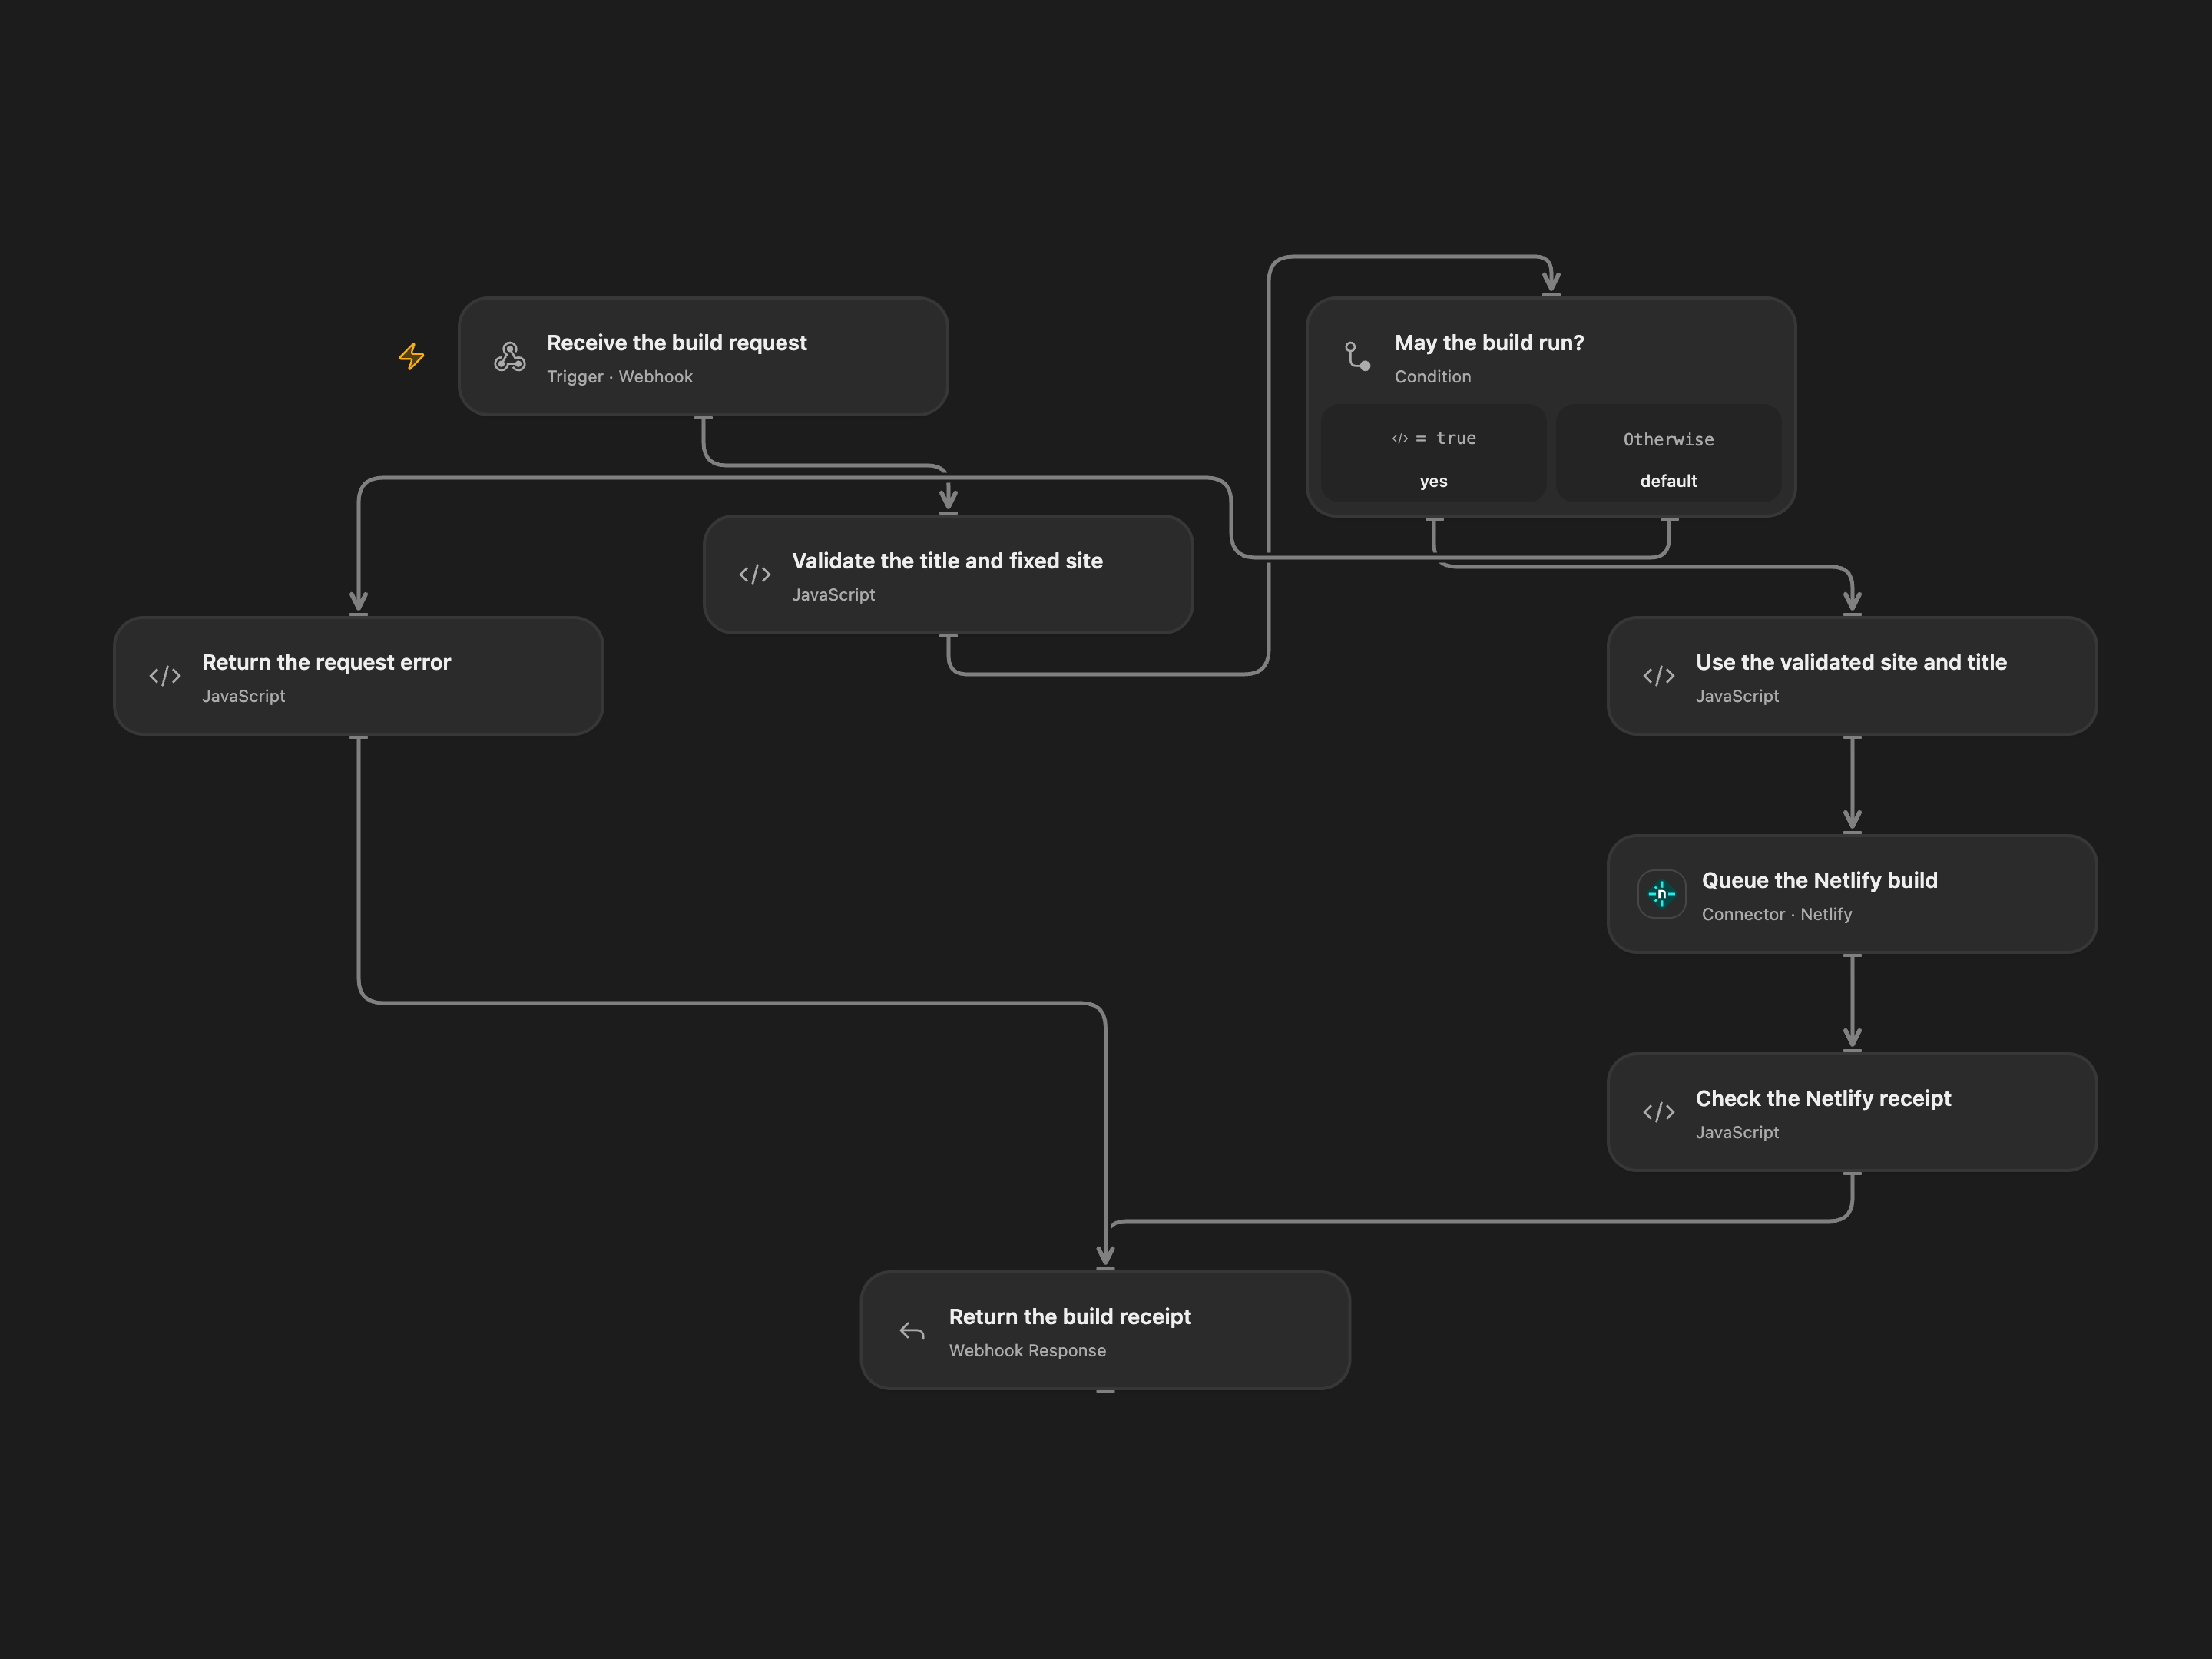 Receive the build request
Trigger · Webhook
May the build run?
Condition
</> = true
yes
Otherwise
default
Validate the title and fixed site
JavaScript
Return the request error
JavaScript
Use the validated site and title
JavaScript
Queue the Netlify build
Connector · Netlify
Check the Netlify receipt
JavaScript
Return the build receipt
Webhook Response